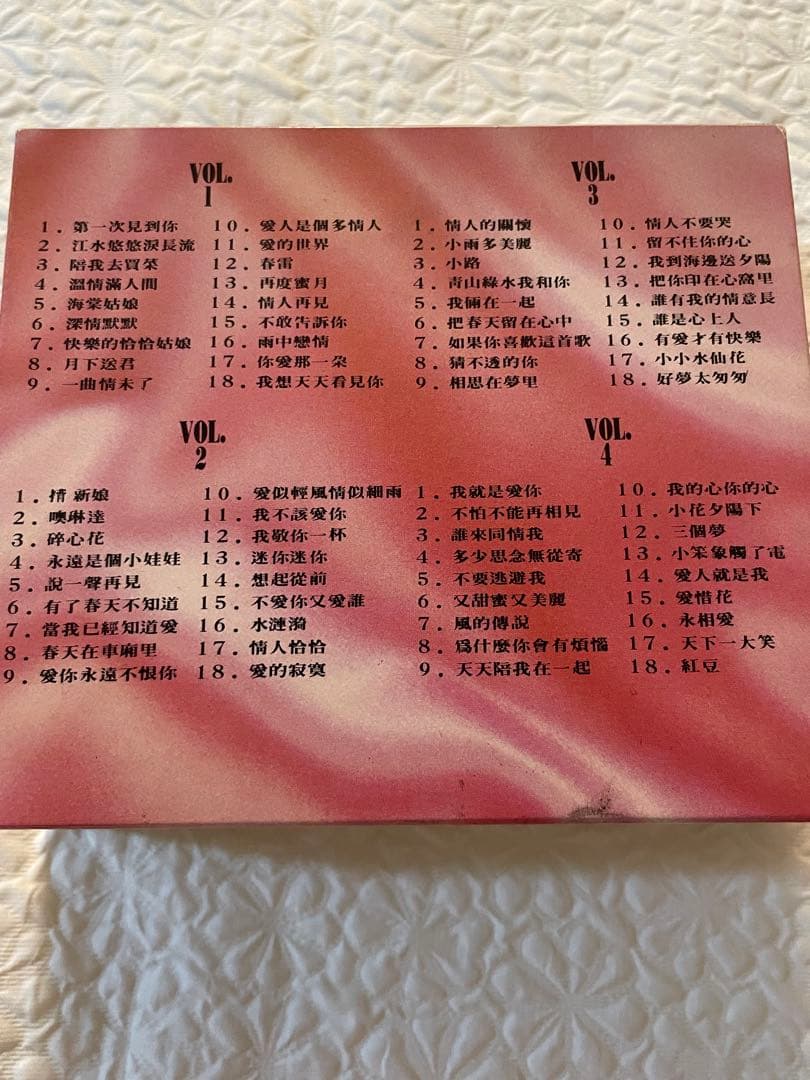 VOL.
1
1. 第一次見到你
2. 江水悠悠淚長流
3. 陪我去買菜
4. 溫情滿人間
5. 海棠姑娘
6. 深情默默
7. 快樂的恰恰姑娘
8. 月下送君
9. 一曲情未了
10. 愛人是個多情人
11. 愛的世界
12. 春雷
13. 再度蜜月
14. 情人再見
15. 不敢告訴你
16. 雨中戀情
17. 你愛那一朵
18. 我想天天看見你
VOL.
3
1. 情人的關懷
2. 小雨多美麗
3. 小路
4. 青山綠水我和你
5. 我倆在一起
6. 把春天留在心中
7. 如果你喜歡這首歌
8. 猜不透的你
9. 相思在夢里
10. 情人不要哭
11. 留不住你的心
12. 我到海邊送夕陽
13. 把你印在心窩里
14. 誰有我的情意長
15. 誰是心上人
16. 有愛才有快樂
17. 小小水仙花
18. 好夢太匆匆
VOL.
2
1. 揹新娘
2. 噢琳達
3. 碎心花
4. 永遠是個小娃娃
5. 說一聲再見
6. 有了春天不知道
7. 當我已經知道愛
8. 春天在車廂里
9. 愛你永遠不恨你
10. 愛似輕風情似細雨
11. 我不該愛你
12. 我敬你一杯
13. 迷你迷你
14. 想起從前
15. 不愛你又愛誰
16. 水漣漪
17. 情人恰恰
18. 愛的寂寞
VOL.
4
1. 我就是愛你
2. 不怕不能再相見
3. 誰來同情我
4. 多少思念無從寄
5. 不要逃避我
6. 又甜蜜又美麗
7. 風的傳說
8. 爲什麼你會有煩惱
9. 天天陪我在一起
10. 我的心你的心
11. 小花夕陽下
12. 三個夢
13. 小笨象觸了電
14. 愛人就是我
15. 愛惜花
16. 永相愛
17. 天下一大笑
18. 紅豆